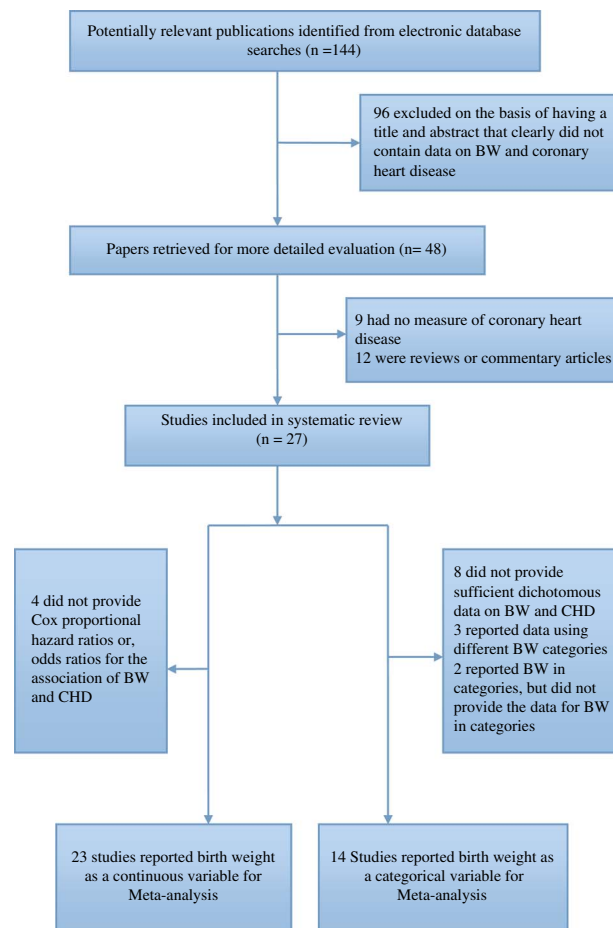 Potentially relevant publications identified from electronic database
searches (n =144)
96 excluded on the basis of having a
title and abstract that clearly did not
contain data on BW and coronary
heart disease
Papers retrieved for more detailed evaluation (n= 48)
9 had no measure of coronary heart
disease
12 were reviews or commentary articles
Studies included in systematic review
(n = 27)
4 did not provide
Cox proportional
hazard ratios or,
odds ratios for the
association of BW
and CHD
8 did not provide
sufficient dichotomous
data on BW and CHD
3 reported data using
different BW categories
2 reported BW in
categories, but did not
provide the data for BW
in categories
23 studies reported birth weight
as a continuous variable for
Meta-analysis
14 Studies reported birth weight as
a categorical variable for
Meta-analysis